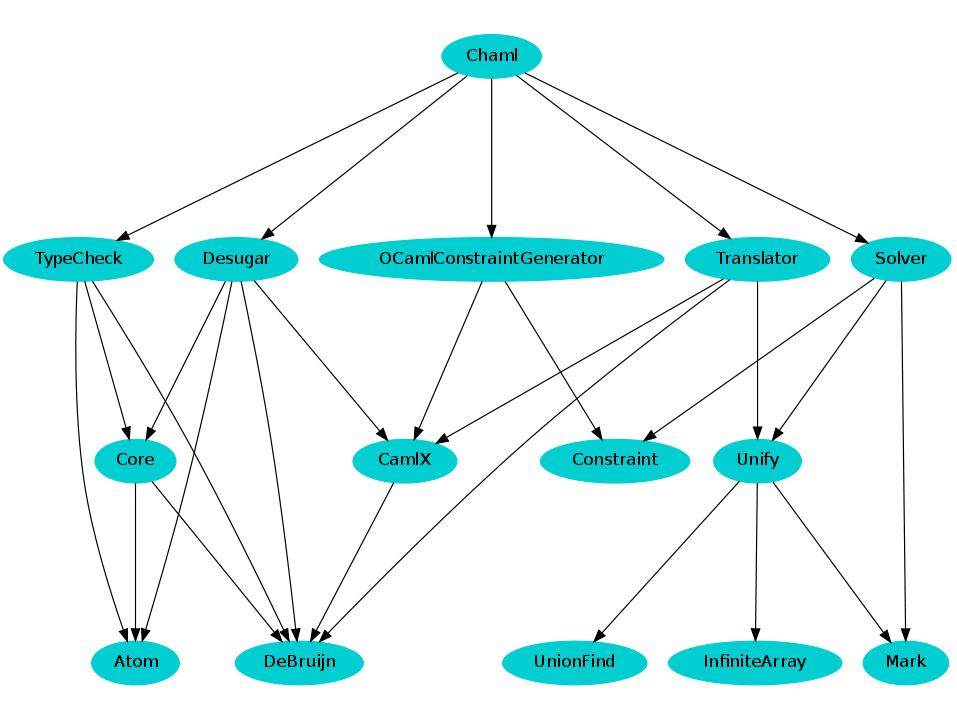 Chaml
TypeCheck
Desugar
OCamlConstraintGenerator
Translator
Solver
Core
CamlX
Constraint
Unify
Atom
DeBruijn
UnionFind
InfiniteArray
Mark